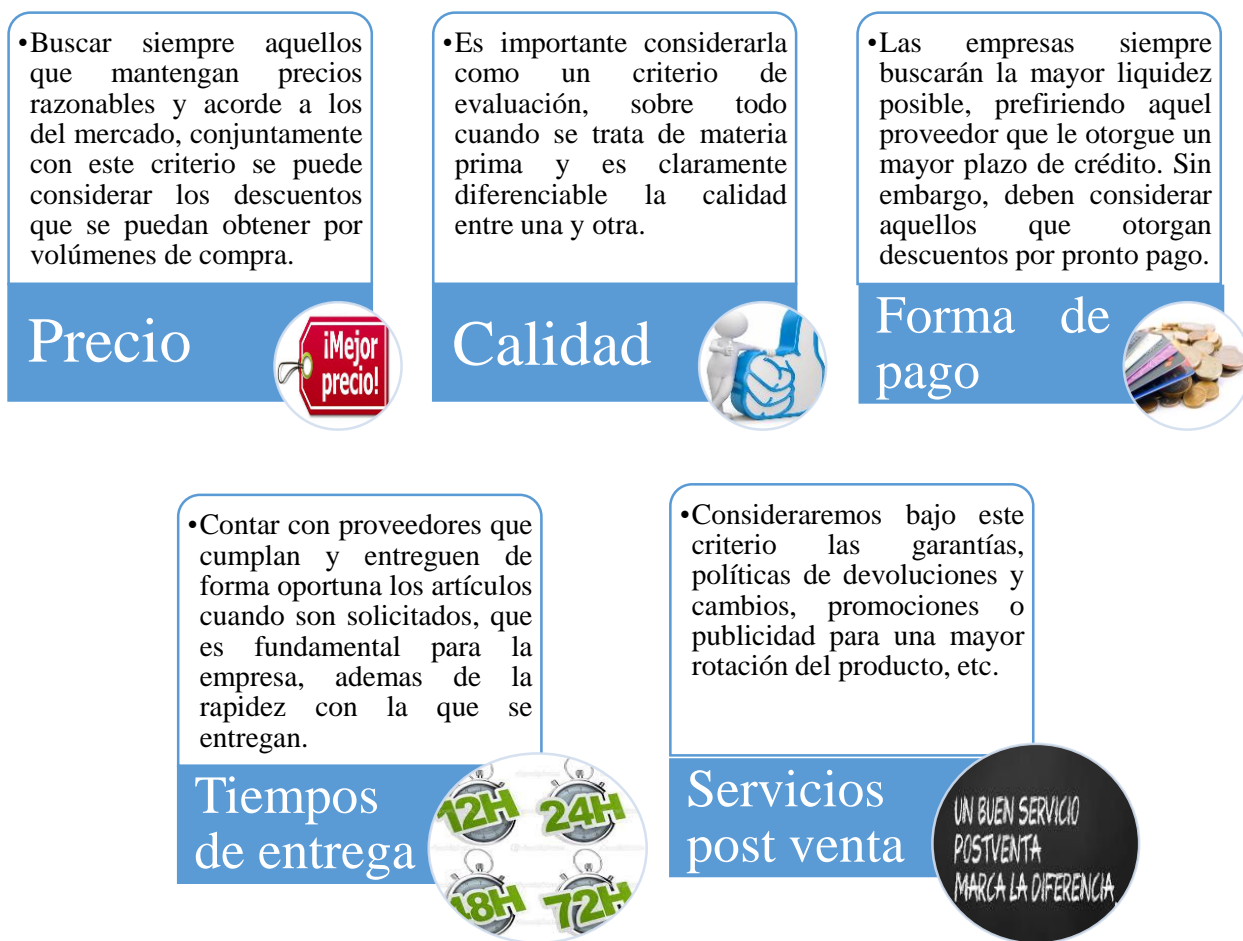 •Buscar siempre aquellos
que mantengan precios
razonables y acorde a los
del mercado, conjuntamente
con este criterio se puede
considerar los descuentos
que se puedan obtener por
volúmenes de compra.
Precio
¡Mejor
precio!
•Es importante considerarla
como un criterio de
evaluación, sobre todo
cuando se trata de materia
prima y es claramente
diferenciable la calidad
entre una y otra.
Calidad
•Las empresas siempre
buscarán la mayor liquidez
posible, prefiriendo aquel
proveedor que le otorgue un
mayor plazo de crédito. Sin
embargo, deben considerar
aquellos que otorgan
descuentos por pronto pago.
Forma de
pago
•Contar con proveedores que
cumplan y entreguen de
forma oportuna los artículos
cuando son solicitados, que
es fundamental para la
empresa, ademas de la
rapidez con la que se
entregan.
Tiempos
de entrega
12H 24H
48H 72H
•Consideraremos bajo este
criterio las garantías,
políticas de devoluciones y
cambios, promociones o
publicidad para una mayor
rotación del producto, etc.
Servicios
post venta
UN BUEN SERVICIO
POSTVENTA
MARCA LA DIFERENCIA